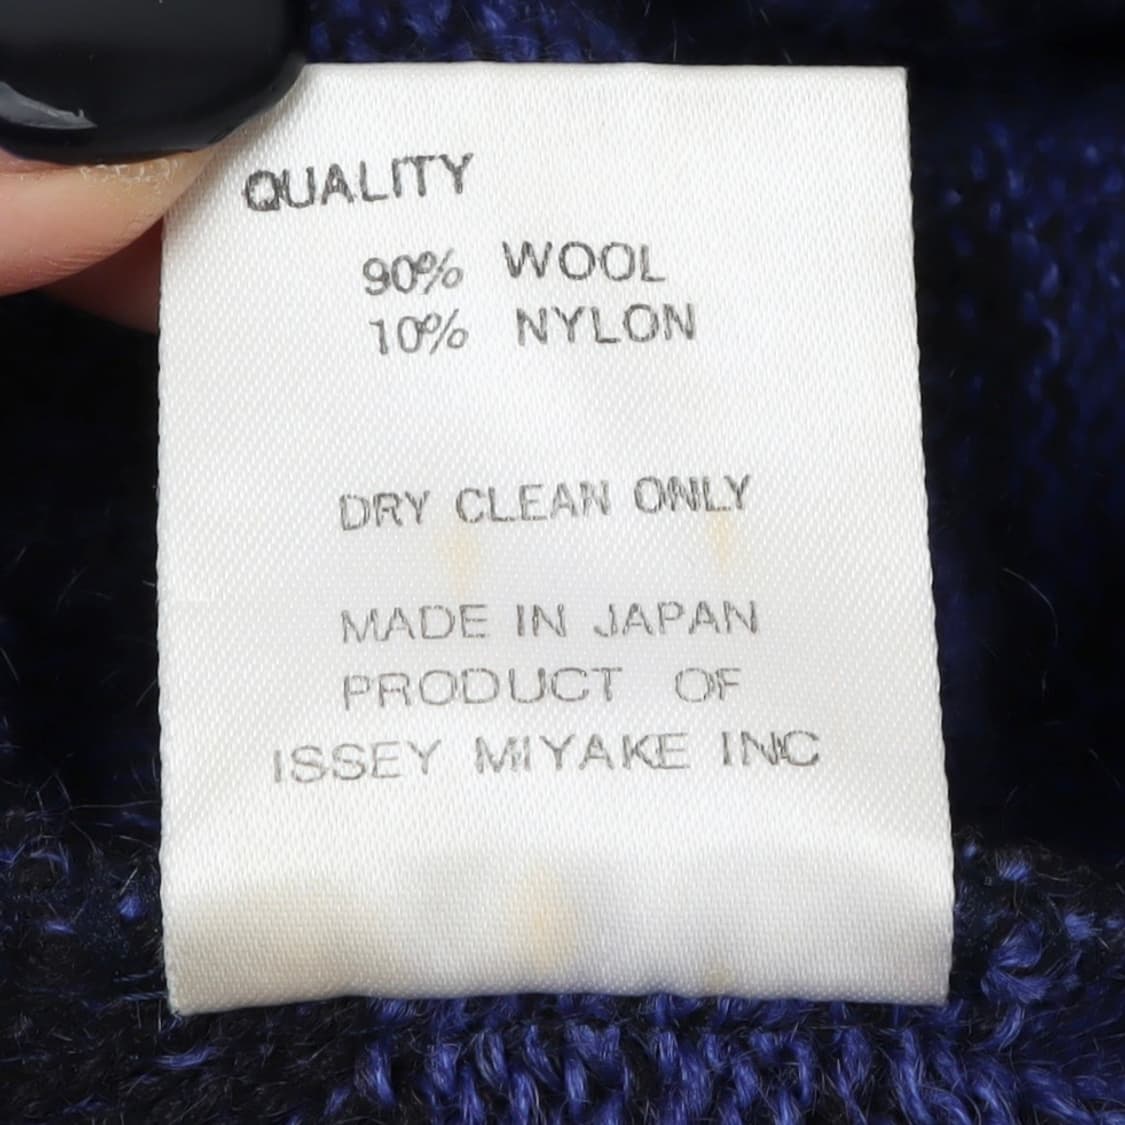 QUALITY
90% WOOL
10% NYLON
DRY CLEAN ONLY
MADE IN JAPAN
PRODUCT OF
ISSEY MIYAKE INC